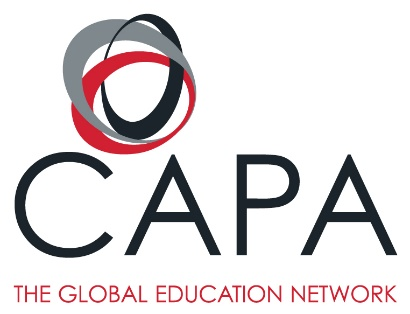 CAPA
THE GLOBAL EDUCATION NETWORK